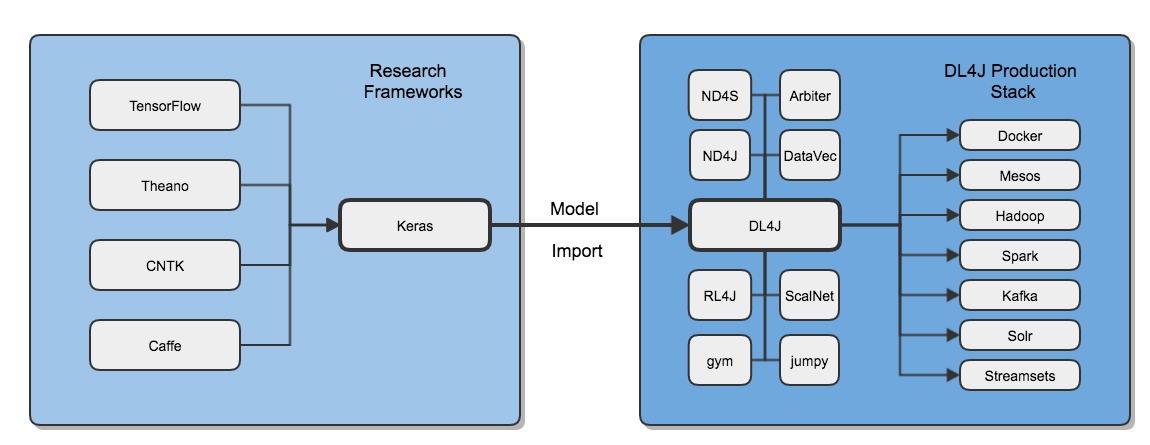 Research
Frameworks
TensorFlow
Theano
CNTK
Caffe
Keras
Model
Import
DL4J Production
Stack
ND4S
Arbiter
ND4J
DataVec
DL4J
RL4J
ScalNet
gym
jumpy
Docker
Mesos
Hadoop
Spark
Kafka
Solr
Streamsets